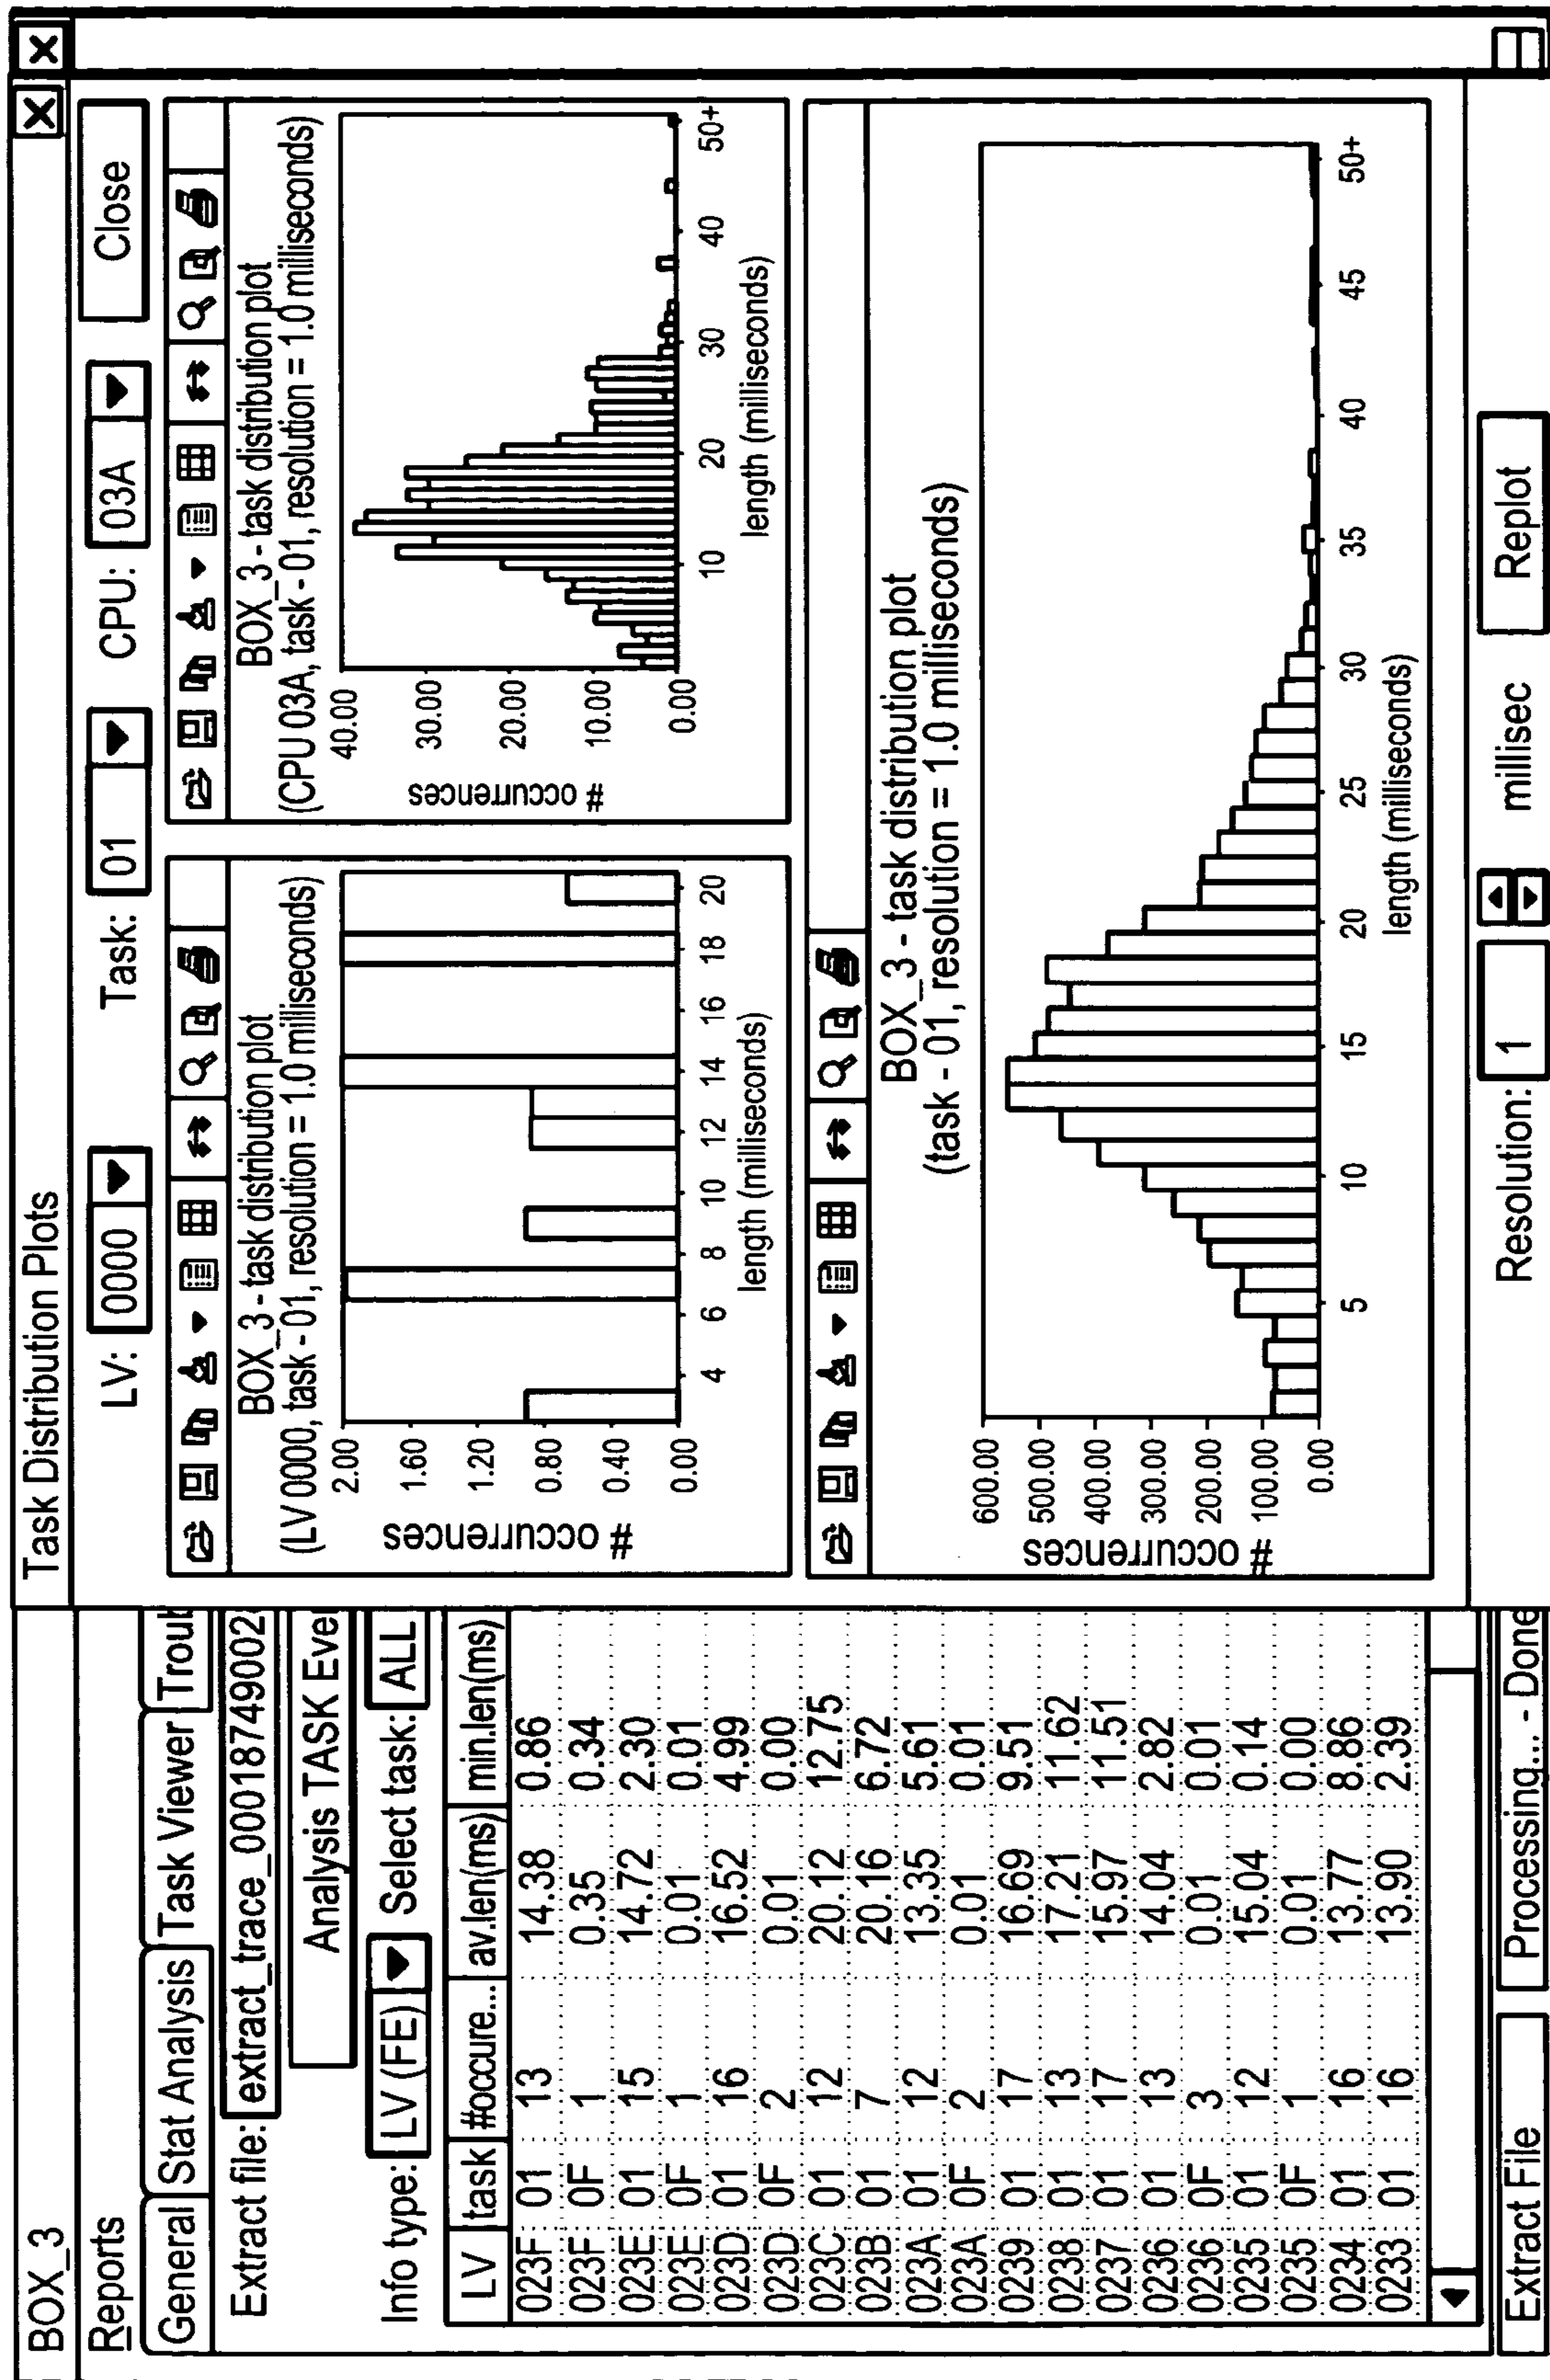 BOX_3
Reports
General Stat Analysis Task Viewer Troub
Extract file: extract_trace_00018749002
Analysis TASK Eve
Info type: LV (FE) Select task: ALL
LV task #occure... av.len(ms) min.len(ms)
023F 01 13 14.38 0.86
023F 0F 1 0.35 0.34
023E 01 15 14.72 2.30
023E 0F 1 0.01 0.01
023D 01 16 16.52 4.99
023D 0F 2 0.01 0.00
023C 01 12 20.12 12.75
023B 01 7 20.16 6.72
023A 01 12 13.35 5.61
023A 0F 2 0.01 0.01
0239 01 17 16.69 9.51
0238 01 13 17.21 11.62
0237 01 17 15.97 11.51
0236 01 13 14.04 2.82
0236 0F 3 0.01 0.01
0235 01 12 15.04 0.14
0235 0F 1 0.01 0.00
0234 01 16 13.77 8.86
0233 01 16 13.90 2.39
Extract File Processing... - Done
Task Distribution Plots
LV: 0000 Task: 01 CPU: 03A Close
BOX_3 - task distribution plot
(LV 0000, task - 01, resolution = 1.0 milliseconds)
# occurrences
2.00
1.60
1.20
0.80
0.40
0.00
4 6 8 10 12 14 16 18 20
length (milliseconds)
BOX_3 - task distribution plot
(CPU 03A, task - 01, resolution = 1.0 milliseconds)
# occurrences
40.00
30.00
20.00
10.00
0.00
10 20 30 40 50+
length (milliseconds)
BOX_3 - task distribution plot
(task - 01, resolution = 1.0 milliseconds)
# occurrences
600.00
500.00
400.00
300.00
200.00
100.00
0.00
5 10 15 20 25 30 35 40 45 50+
length (milliseconds)
Resolution: 1 millisec Replot